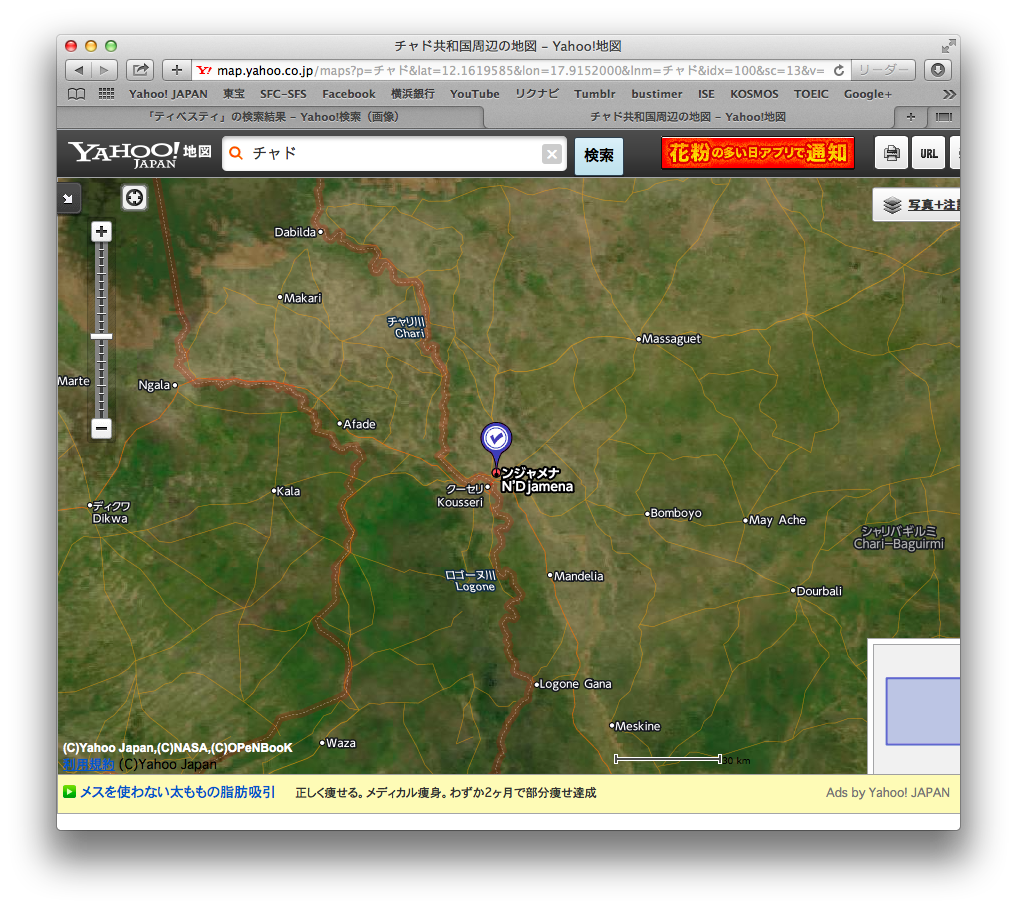 チャド共和国周辺の地図 – Yahoo!地図
Y! map.yahoo.co.jp/maps?p=チャド&lat=12.1619585&lon=17.9152000&lnm=チャド&idx=100&sc=13&v= リーダー
Yahoo! JAPAN 東宝 SFC-SFS Facebook 横浜銀行 YouTube リクナビ Tumblr bustimer ISE KOSMOS TOEIC Google+
「ティベスティ」の検索結果 – Yahoo!検索（画像）
チャド共和国周辺の地図 – Yahoo!地図
YAHOO! JAPAN 地図
チャド
検索
花粉の多い日アプリで通知
URL
写真+注
Dabilda
Makari
チャリ川
Chari
Massaguet
Marte
Ngala
Afade
ンジャメナ
N'Djamena
クーセリ
Kousseri
Kala
ディクワ
Dikwa
Bomboyo
May Ache
シャリバギルミ
Chari-Baguirmi
ロゴーヌ川
Logone
Mandelia
Dourbali
Logone Gana
Meskine
Waza
30 km
(C)Yahoo Japan,(C)NASA,(C)OPeNBooK
利用規約 (C)Yahoo Japan
メスを使わない太ももの脂肪吸引 正しく痩せる。メディカル痩身。わずか2ヶ月で部分痩せ達成 Ads by Yahoo! JAPAN